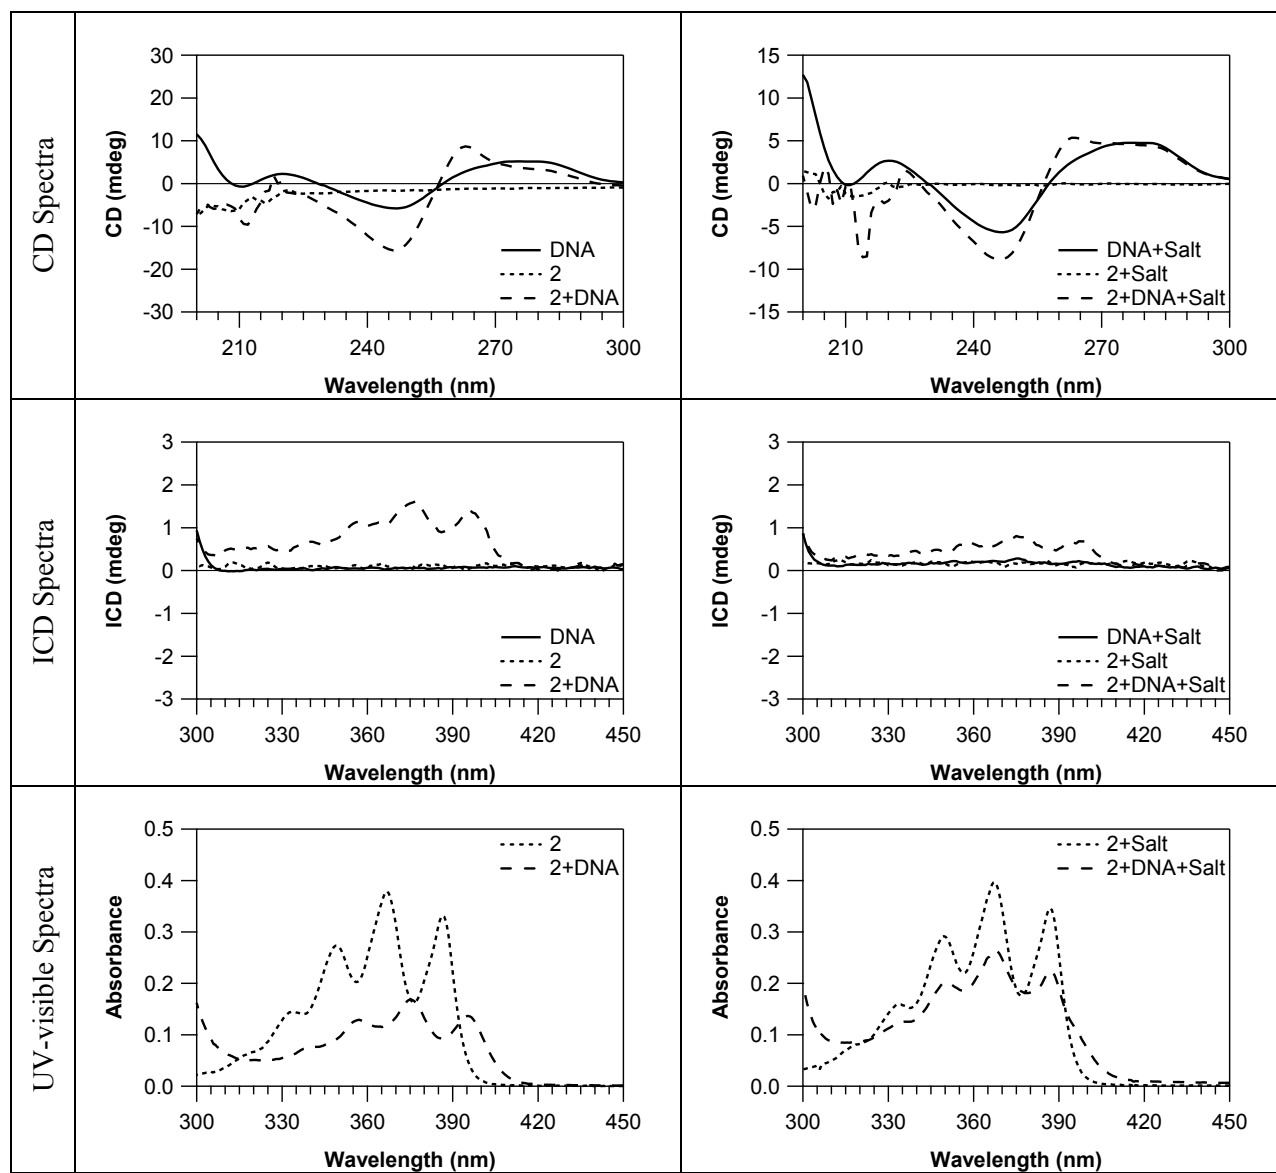 CD Spectra
CD (mdeg)
30
20
10
0
-10
-20
-30
210 240 270 300
Wavelength (nm)
DNA
2
2+DNA
CD (mdeg)
15
10
5
0
-5
-10
-15
210 240 270 300
Wavelength (nm)
DNA+Salt
2+Salt
2+DNA+Salt
ICD Spectra
ICD (mdeg)
3
2
1
0
-1
-2
-3
300 330 360 390 420 450
Wavelength (nm)
DNA
2
2+DNA
ICD (mdeg)
3
2
1
0
-1
-2
-3
300 330 360 390 420 450
Wavelength (nm)
DNA+Salt
2+Salt
2+DNA+Salt
UV-visible Spectra
Absorbance
0.5
0.4
0.3
0.2
0.1
0.0
300 330 360 390 420 450
Wavelength (nm)
2
2+DNA
Absorbance
0.5
0.4
0.3
0.2
0.1
0.0
300 330 360 390 420 450
Wavelength (nm)
2+Salt
2+DNA+Salt